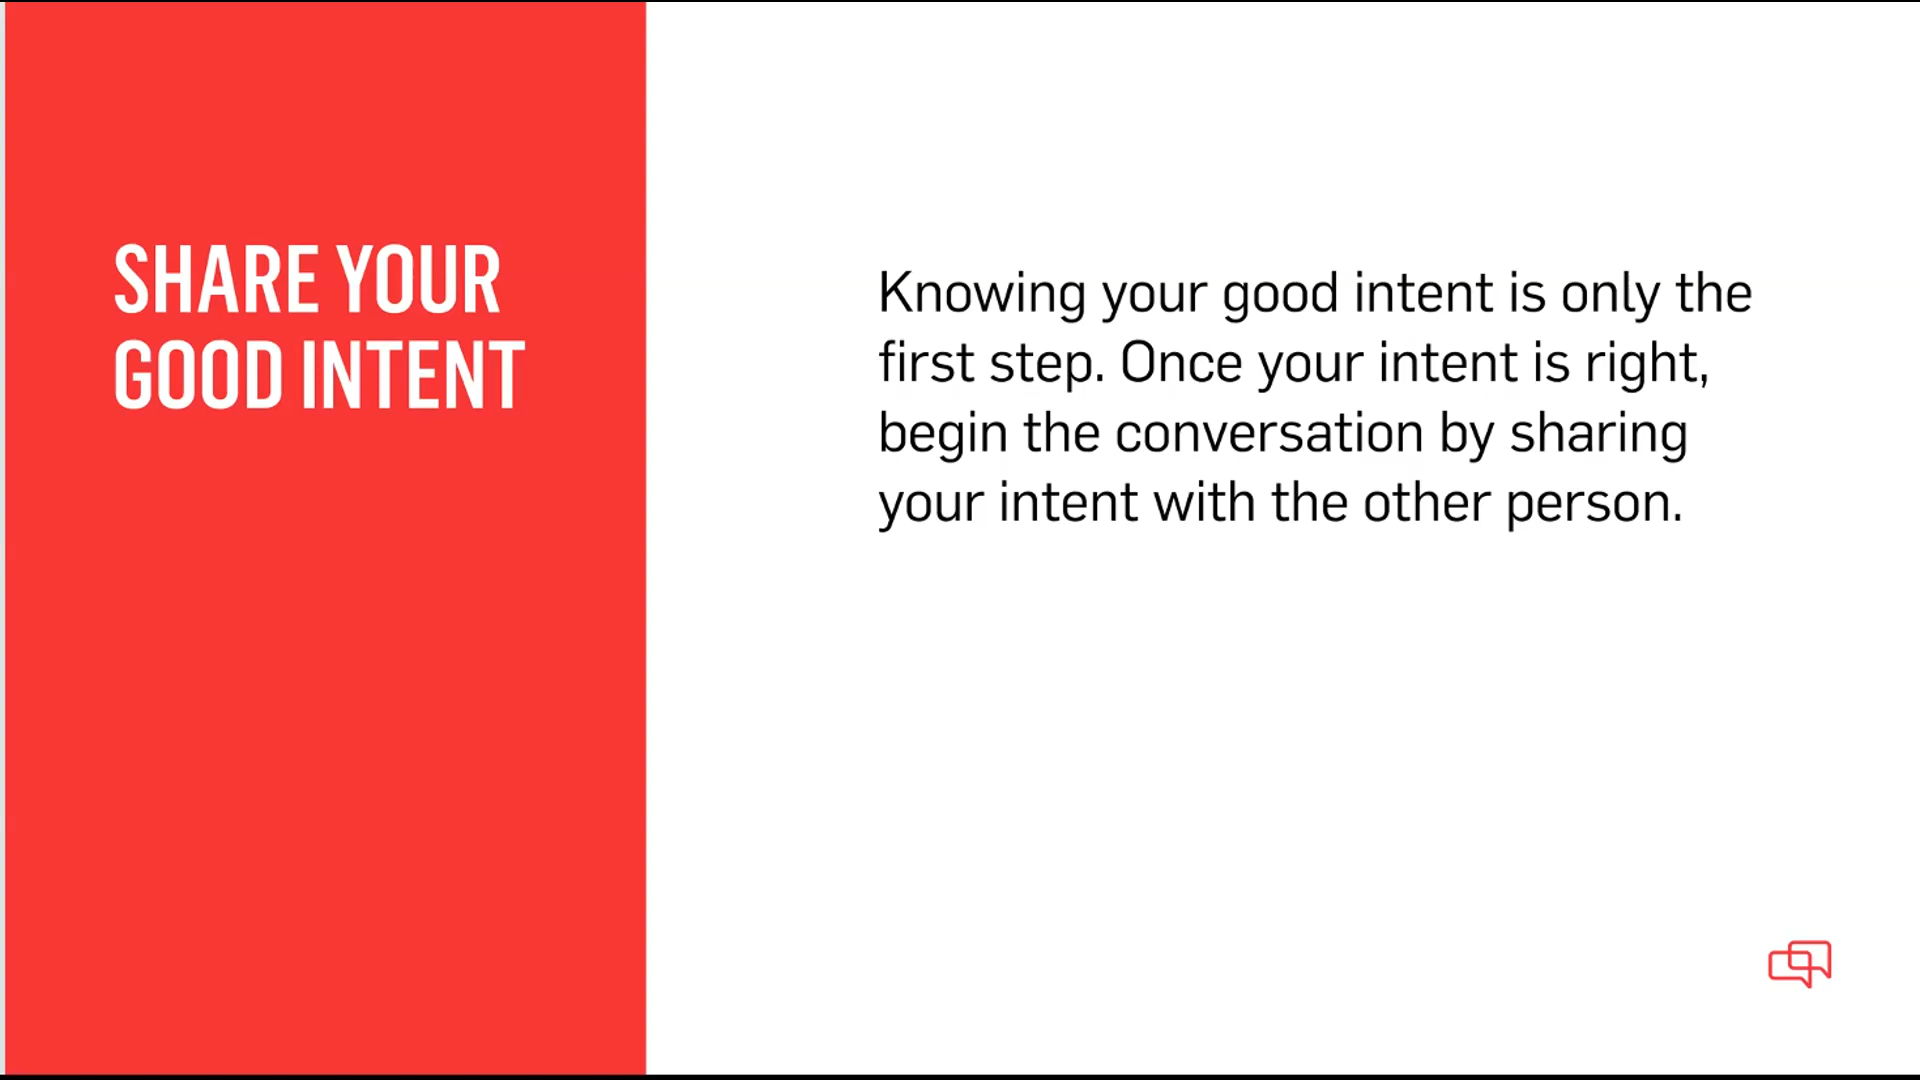 SHARE YOUR
GOOD INTENT
Knowing your good intent is only the
first step. Once your intent is right,
begin the conversation by sharing
your intent with the other person.